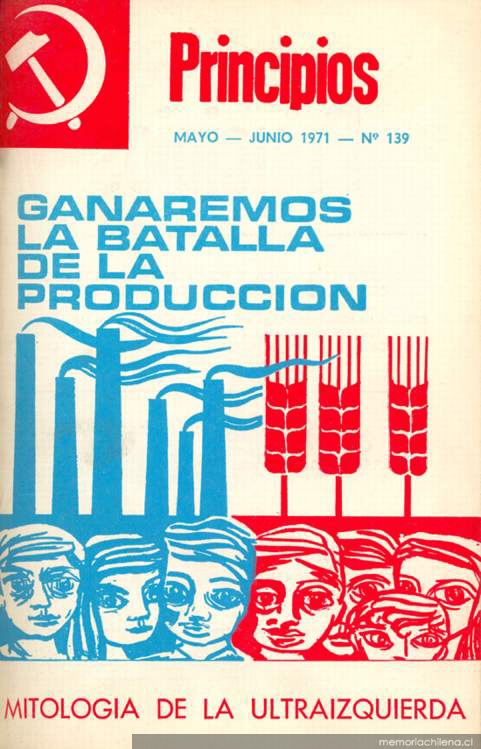 Principios
MAYO — JUNIO 1971 — Nº 139
GANAREMOS
LA BATALLA
DE LA
PRODUCCION
MITOLOGIA DE LA ULTRAIZQUIERDA
memoriachilena.cl